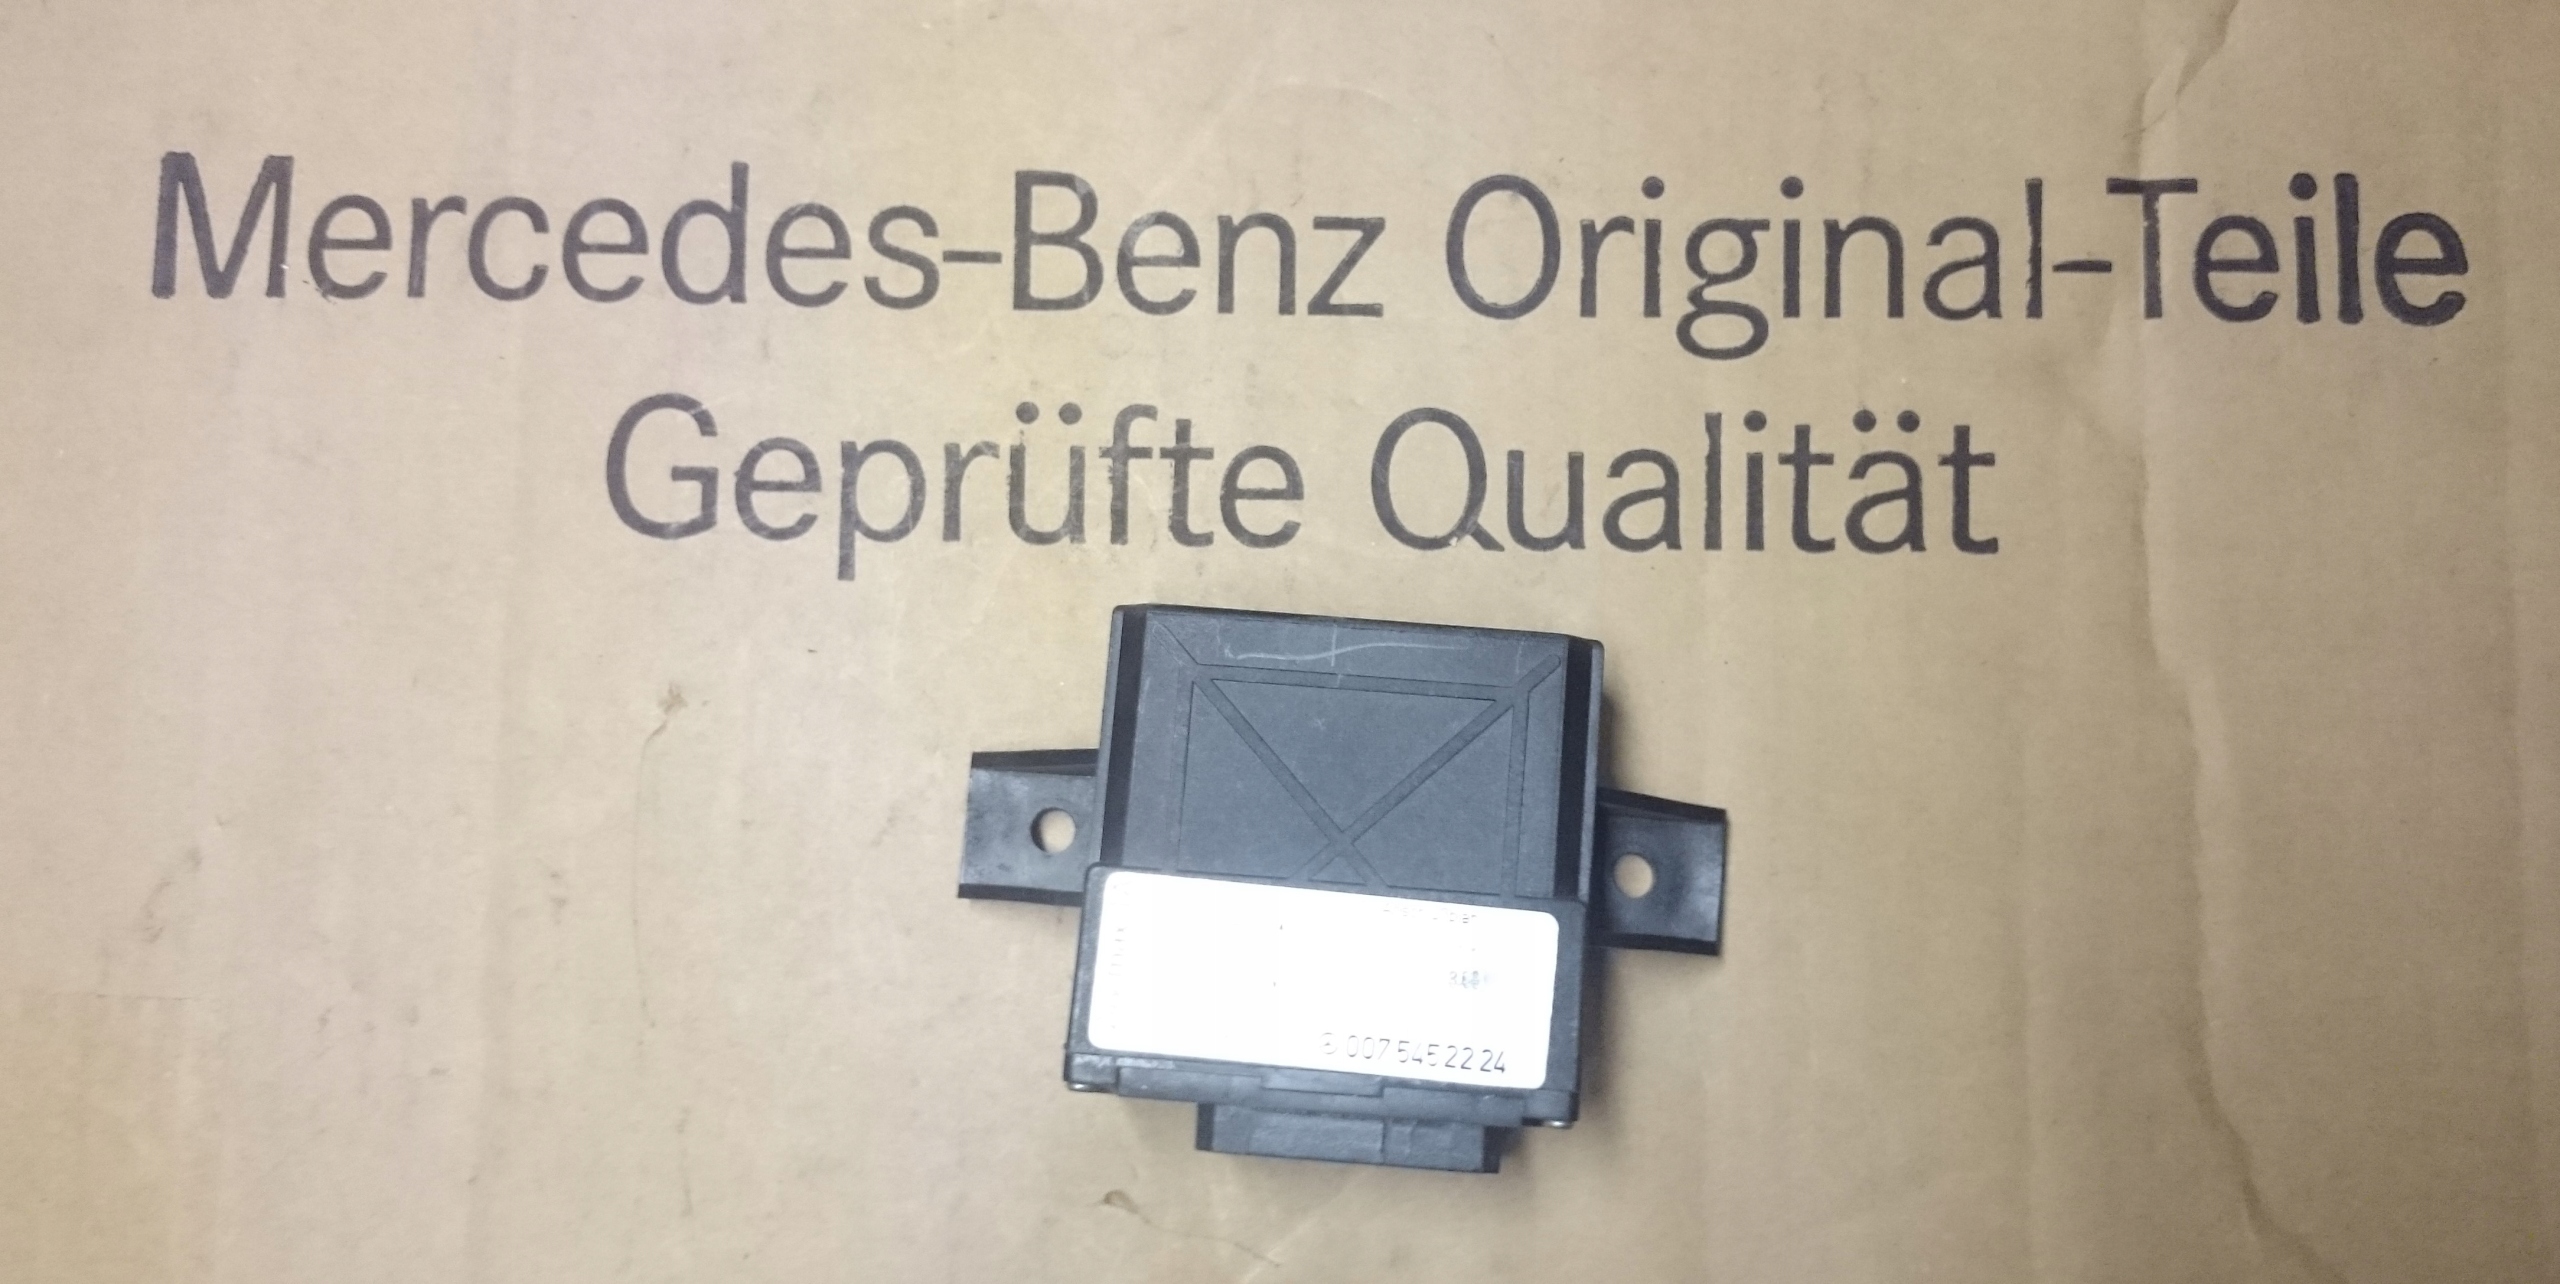 Mercedes-Benz Original-Teile
Geprüfte Qualität
007 545 22 24